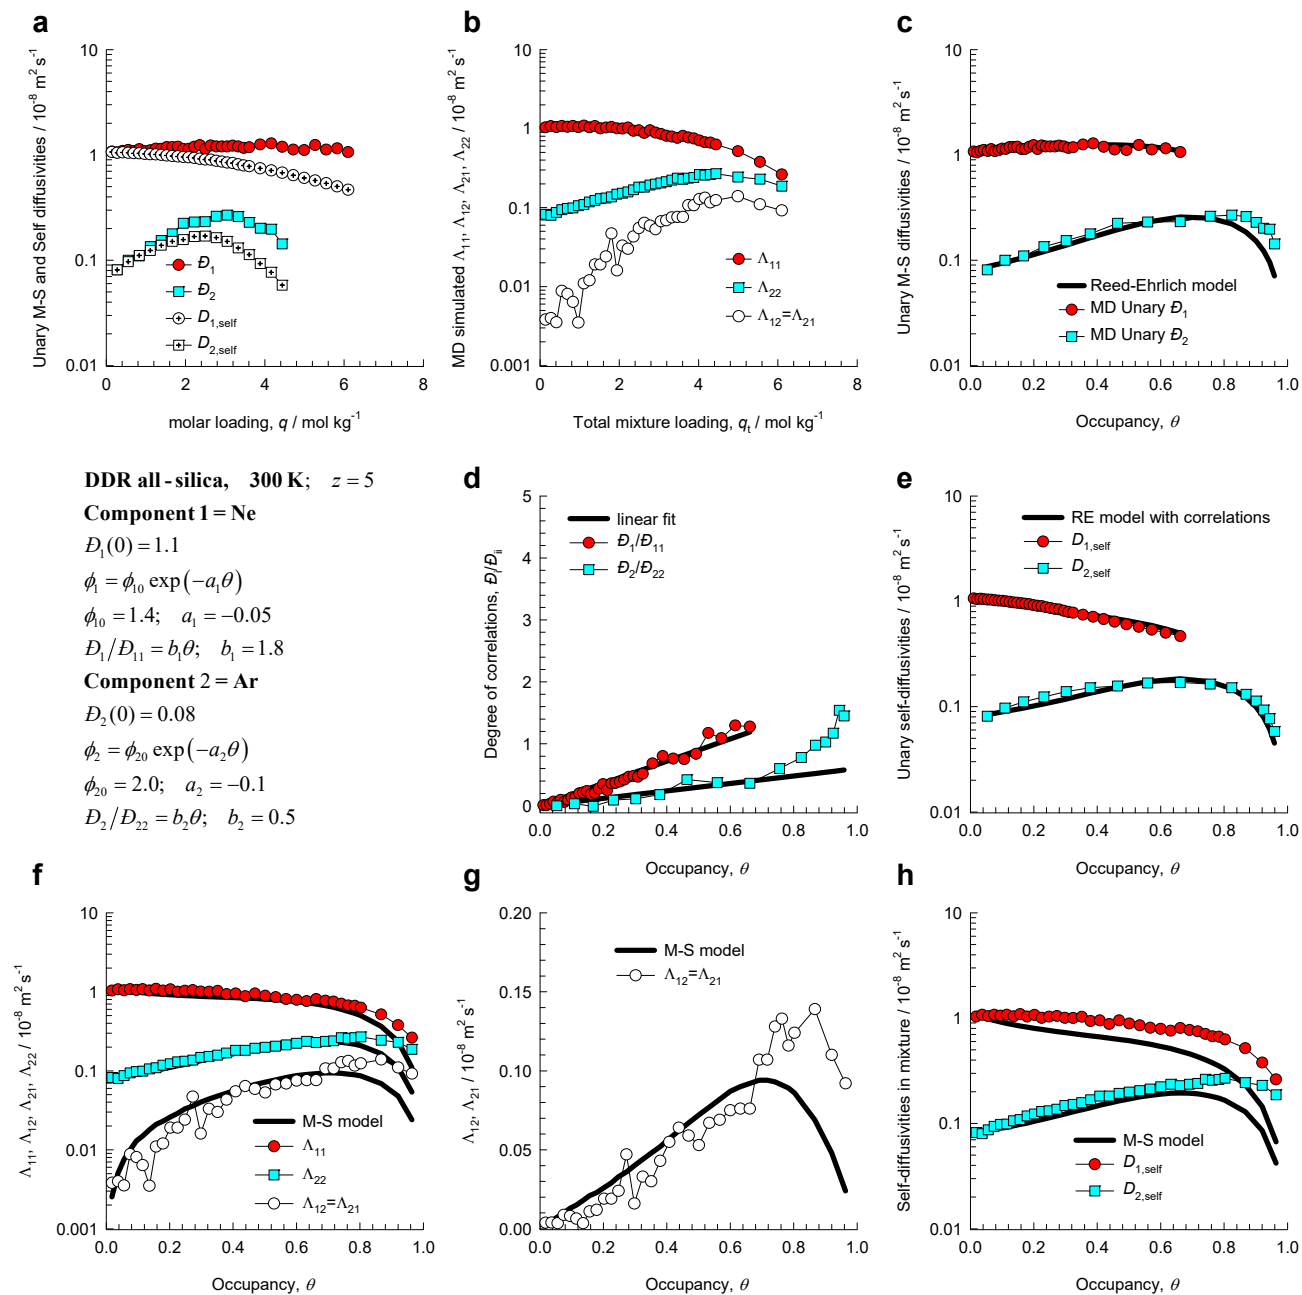 a
Unary M-S and Self diffusivities / 10⁻⁸ m² s⁻¹
10
1
0.1
0.01
0 2 4 6 8
molar loading, q / mol kg⁻¹
Đ₁
Đ₂
D₁,self
D₂,self
b
MD simulated Λ₁₁, Λ₁₂, Λ₂₁, Λ₂₂ / 10⁻⁸ m² s⁻¹
10
1
0.1
0.01
0.001
0 2 4 6 8
Total mixture loading, qₜ / mol kg⁻¹
Λ₁₁
Λ₂₂
Λ₁₂=Λ₂₁
c
Unary M-S diffusivities / 10⁻⁸ m² s⁻¹
10
1
0.1
0.01
0.0 0.2 0.4 0.6 0.8 1.0
Occupancy, θ
Reed-Ehrlich model
MD Unary Đ₁
MD Unary Đ₂
DDR all-silica, 300 K; z = 5
Component 1 = Ne
Đ₁(0) = 1.1
ϕ₁ = ϕ₁₀ exp(−a₁θ)
ϕ₁₀ = 1.4; a₁ = −0.05
Đ₁/Đ₁₁ = b₁θ; b₁ = 1.8
Component 2 = Ar
Đ₂(0) = 0.08
ϕ₂ = ϕ₂₀ exp(−a₂θ)
ϕ₂₀ = 2.0; a₂ = −0.1
Đ₂/Đ₂₂ = b₂θ; b₂ = 0.5
d
Degree of correlations, Đᵢ/Đᵢᵢ
5
4
3
2
1
0
0.0 0.2 0.4 0.6 0.8 1.0
Occupancy, θ
linear fit
Đ₁/Đ₁₁
Đ₂/Đ₂₂
e
Unary self-diffusivities / 10⁻⁸ m² s⁻¹
10
1
0.1
0.01
0.0 0.2 0.4 0.6 0.8 1.0
Occupancy, θ
RE model with correlations
D₁,self
D₂,self
f
Λ₁₁, Λ₁₂, Λ₂₁, Λ₂₂ / 10⁻⁸ m² s⁻¹
10
1
0.1
0.01
0.001
0.0 0.2 0.4 0.6 0.8 1.0
Occupancy, θ
M-S model
Λ₁₁
Λ₂₂
Λ₁₂=Λ₂₁
g
Λ₁₂, Λ₂₁ / 10⁻⁸ m² s⁻¹
0.20
0.15
0.10
0.05
0.00
0.0 0.2 0.4 0.6 0.8 1.0
Occupancy, θ
M-S model
Λ₁₂=Λ₂₁
h
Self-diffusivities in mixture / 10⁻⁸ m² s⁻¹
10
1
0.1
0.01
0.0 0.2 0.4 0.6 0.8 1.0
Occupancy, θ
M-S model
D₁,self
D₂,self